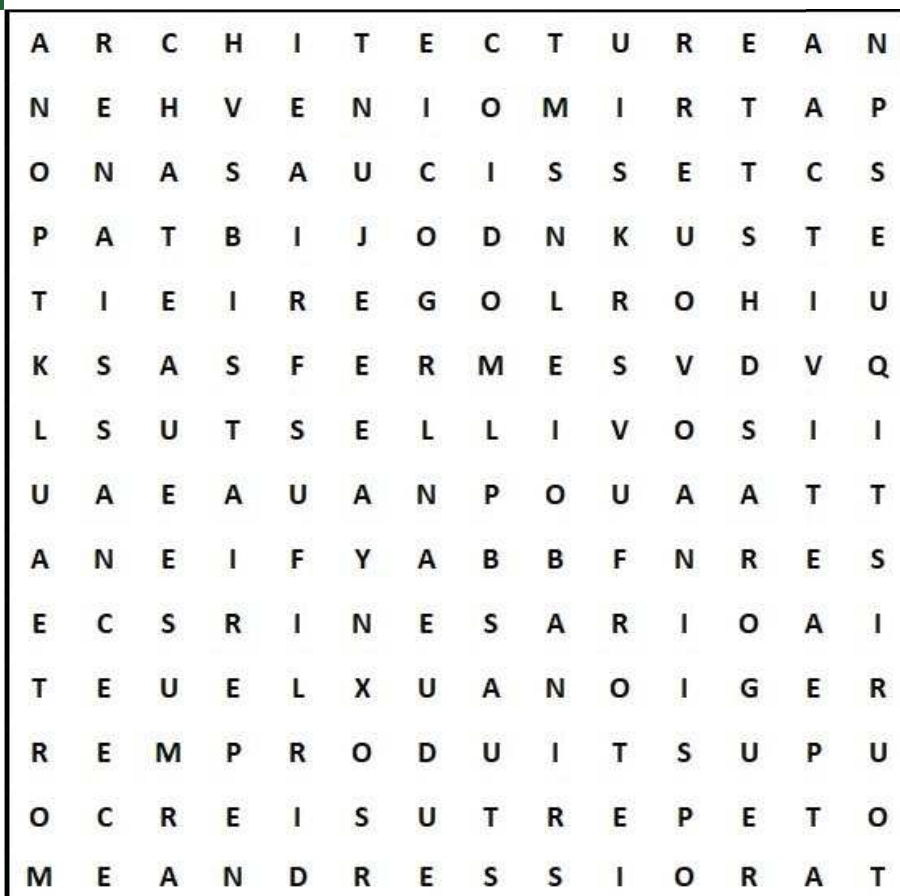 A R C H I T E C T U R E A N
N E H V E N I O M I R T A P
O N A S A U C I S S E T C S
P A T B I J O D N K U S T E
T I E I R E G O L R O H I U
K S A S F E R M E S V D V Q
L S U T S E L L I V O S I I
U A E A U A N P O U A A T T
A N E I F Y A B B F N R E S
E C S R I N E S A R I O A I
T E U E L X U A N O I G E R
R E M P R O D U I T S U P U
O C R E I S U T R E P E T O
M E A N D R E S S I O R A T